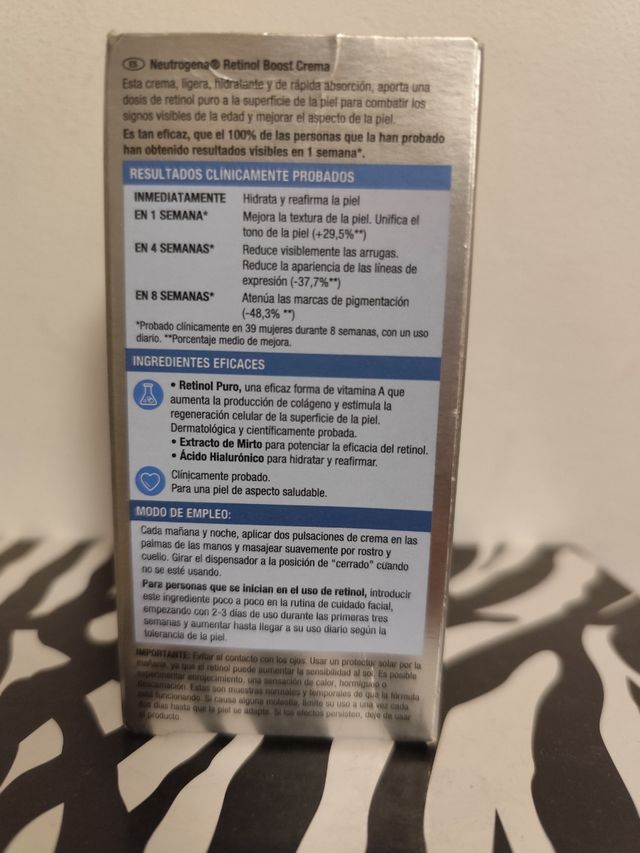 E Neutrogena® Retinol Boost Crema
Esta crema, ligera, hidratante y de rápida absorción, aporta una
dosis de retinol puro a la superficie de la piel para combatir los
signos visibles de la edad y mejorar el aspecto de la piel.
Es tan eficaz, que el 100% de las personas que la han probado
han obtenido resultados visibles en 1 semana*.
RESULTADOS CLÍNICAMENTE PROBADOS
INMEDIATAMENTE Hidrata y reafirma la piel
EN 1 SEMANA* Mejora la textura de la piel. Unifica el
tono de la piel (+29,5%**)
EN 4 SEMANAS* Reduce visiblemente las arrugas.
Reduce la apariencia de las líneas de
expresión (-37,7%**)
EN 8 SEMANAS* Atenúa las marcas de pigmentación
(-48,3% **)
*Probado clínicamente en 39 mujeres durante 8 semanas, con un uso
diario. **Porcentaje medio de mejora.
INGREDIENTES EFICACES
• Retinol Puro, una eficaz forma de vitamina A que
aumenta la producción de colágeno y estimula la
regeneración celular de la superficie de la piel.
Dermatológica y científicamente probada.
• Extracto de Mirto para potenciar la eficacia del retinol.
• Ácido Hialurónico para hidratar y reafirmar.
Clínicamente probado.
Para una piel de aspecto saludable.
MODO DE EMPLEO:
Cada mañana y noche, aplicar dos pulsaciones de crema en las
palmas de las manos y masajear suavemente por rostro y
cuello. Girar el dispensador a la posición de "cerrado" cuando
no se esté usando.
Para personas que se inician en el uso de retinol, introducir
este ingrediente poco a poco en la rutina de cuidado facial,
empezando con 2-3 días de uso durante las primeras tres
semanas y aumentar hasta llegar a su uso diario según la
tolerancia de la piel.
IMPORTANTE: Evitar el contacto con los ojos. Usar un protector solar por la
mañana, ya que el retinol puede aumentar la sensibilidad al sol. Es posible
experimentar enrojecimiento, una sensación de calor, hormigueo o
descamación. Estas son muestras normales y temporales de que la fórmula
está funcionando. Si causa alguna molestia, limite su uso a una vez cada
dos días hasta que la piel se adapte. Si los efectos persisten, deje de usar
el producto.